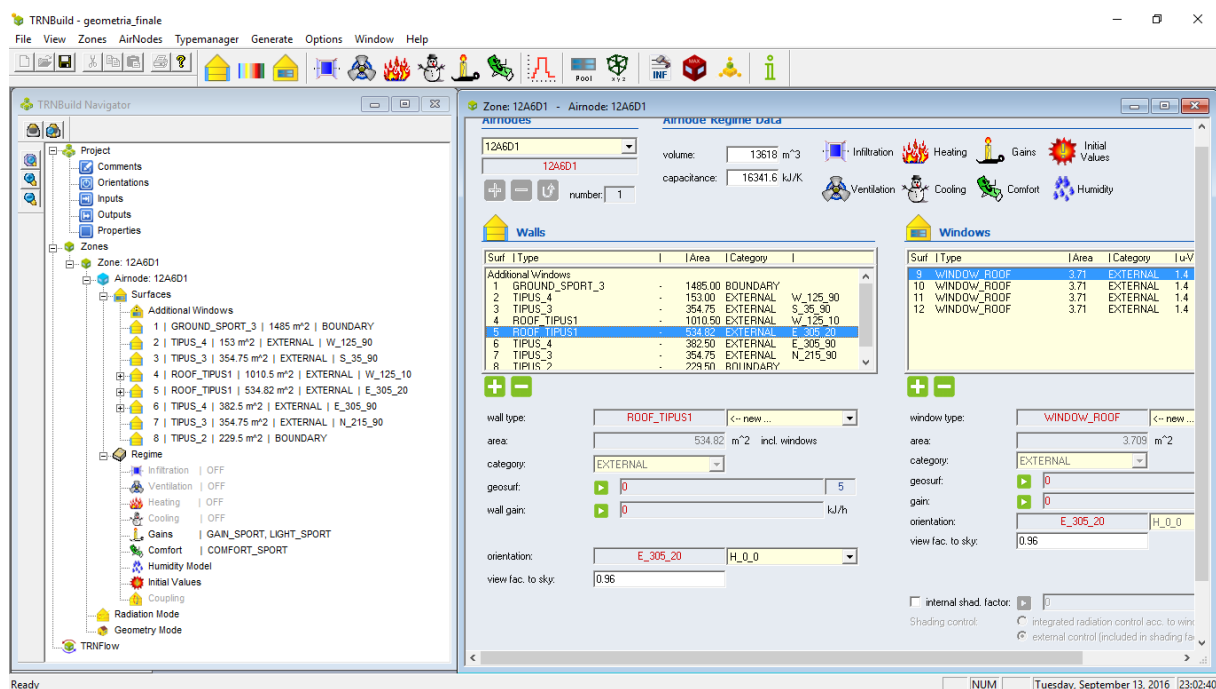 TRNBuild - geometria_finale
File View Zones AirNodes Typemanager Generate Options Window Help
Pool
x y z
INF
MAX
TRNBuild Navigator
Project
Comments
Orientations
Inputs
Outputs
Properties
Zones
Zone: 12A6D1
Airnode: 12A6D1
Surfaces
Additional Windows
1 | GROUND_SPORT_3 | 1485 m^2 | BOUNDARY
2 | TIPUS_4 | 153 m^2 | EXTERNAL | W_125_90
3 | TIPUS_3 | 354.75 m^2 | EXTERNAL | S_35_90
4 | ROOF_TIPUS1 | 1010.5 m^2 | EXTERNAL | W_125_10
5 | ROOF_TIPUS1 | 534.82 m^2 | EXTERNAL | E_305_20
6 | TIPUS_4 | 382.5 m^2 | EXTERNAL | E_305_90
7 | TIPUS_3 | 354.75 m^2 | EXTERNAL | N_215_90
8 | TIPUS_2 | 229.5 m^2 | BOUNDARY
Regime
Infiltration | OFF
Ventilation | OFF
Heating | OFF
Cooling | OFF
Gains | GAIN_SPORT, LIGHT_SPORT
Comfort | COMFORT_SPORT
Humidity Model
Initial Values
Coupling
Radiation Mode
Geometry Mode
TRNFlow
Zone: 12A6D1 - Airnode: 12A6D1
Airnodes
12A6D1
12A6D1
number: 1
Airnode Regime Data
volume: 13618 m^3
capacitance: 16341.6 kJ/K
Infiltration Heating Gains Initial Values
Ventilation Cooling Comfort Humidity
Walls
Surf | Type | | Area | Category |
Additional Windows
1 GROUND_SPORT_3 - 1485.00 BOUNDARY
2 TIPUS_4 - 153.00 EXTERNAL W_125_90
3 TIPUS_3 - 354.75 EXTERNAL S_35_90
4 ROOF_TIPUS1 - 1010.50 EXTERNAL W_125_10
5 ROOF_TIPUS1 - 534.82 EXTERNAL E_305_20
6 TIPUS_4 - 382.50 EXTERNAL E_305_90
7 TIPUS_3 - 354.75 EXTERNAL N_215_90
8 TIPUS_2 - 229.50 BOUNDARY
wall type: ROOF_TIPUS1 <-- new ...
area: 534.82 m^2 incl. windows
category: EXTERNAL
geosurf: 0 5
wall gain: 0 kJ/h
orientation: E_305_20 H_0_0
view fac. to sky: 0.96
Windows
Surf | Type | Area | Category | u-V
9 WINDOW_ROOF 3.71 EXTERNAL 1.4
10 WINDOW_ROOF 3.71 EXTERNAL 1.4
11 WINDOW_ROOF 3.71 EXTERNAL 1.4
12 WINDOW_ROOF 3.71 EXTERNAL 1.4
window type: WINDOW_ROOF <-- new ..
area: 3.709 m^2
category: EXTERNAL
geosurf: 0
gain: 0
orientation: E_305_20 H_0_0
view fac. to sky: 0.96
internal shad. factor: 0
Shading control: integrated radiation control acc. to wind
external control (included in shading fac
Ready
NUM Tuesday, September 13, 2016 23:02:40